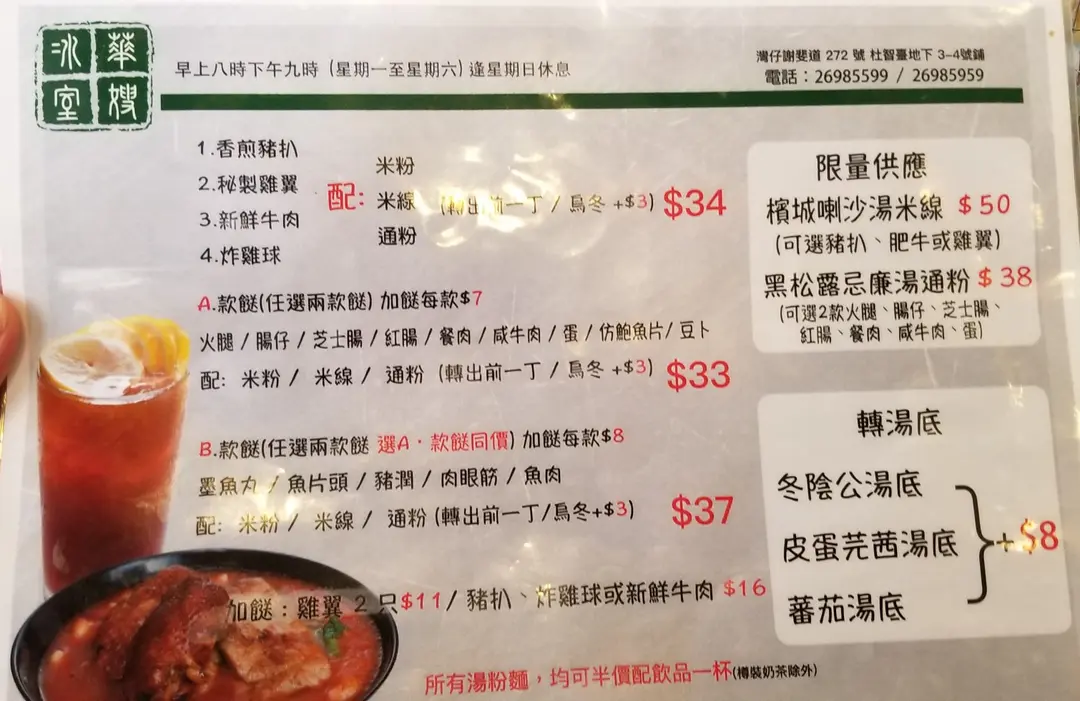 華嫂冰室
早上八時下午九時 (星期一至星期六) 逢星期日休息
灣仔謝斐道 272 號 杜智臺地下 3-4號鋪
電話：26985599 / 26985959
1.香煎豬扒
2.秘製雞翼
3.新鮮牛肉
4.炸雞球
配:
米粉
米線 (轉出前一丁 / 烏冬 +$3) $34
通粉
A.款餸(任選兩款餸) 加餸每款$7
火腿 / 腸仔 / 芝士腸 / 紅腸 / 餐肉 / 咸牛肉 / 蛋 / 仿鮑魚片 / 豆卜
配: 米粉 / 米線 / 通粉 (轉出前一丁 / 烏冬 +$3) $33
B.款餸(任選兩款餸 選A‧款餸同價) 加餸每款$8
墨魚丸 / 魚片頭 / 豬潤 / 肉眼筋 / 魚肉
配: 米粉 / 米線 / 通粉 (轉出前一丁/烏冬+$3) $37
加餸：雞翼 2 只$11/ 豬扒、炸雞球或新鮮牛肉 $16
所有湯粉麵，均可半價配飲品一杯(樽裝奶茶除外)
限量供應
檳城喇沙湯米線 $50
(可選豬扒、肥牛或雞翼)
黑松露忌廉湯通粉 $38
(可選2款火腿、腸仔、芝士腸、
紅腸、餐肉、咸牛肉、蛋)
轉湯底
冬陰公湯底
皮蛋芫茜湯底 +$8
蕃茄湯底